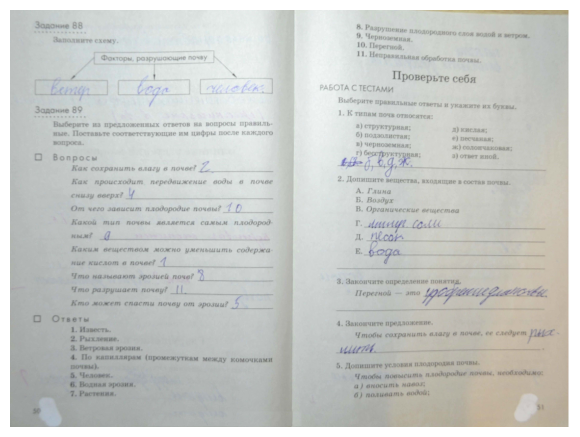 Задание 88
Заполните схему.
Факторы, разрушающие почву
ветер вода человек
Задание 89
Выберите из предложенных ответов на вопросы правиль-
ные. Поставьте соответствующие им цифры после каждого
вопроса.
Вопросы
Как сохранить влагу в почве? 2
Как происходит передвижение воды в почве
снизу вверх? 4
От чего зависит плодородие почвы? 10
Какой тип почвы является самым плодород-
ным? 9
Каким веществом можно уменьшить содержа-
ние кислот в почве? 1
Что называют эрозией почв? 8
Что разрушает почву? 11
Кто может спасти почву от эрозии? 5
Ответы
1. Известь.
2. Рыхление.
3. Ветровая эрозия.
4. По капиллярам (промежуткам между комочками
почвы).
5. Человек.
6. Водная эрозия.
7. Растения.
50
8. Разрушение плодородного слоя водой и ветром.
9. Черноземная.
10. Перегной.
11. Неправильная обработка почвы.
Проверьте себя
РАБОТА С ТЕСТАМИ
Выберите правильные ответы и укажите их буквы.
1. К типам почв относятся:
а) структурная; д) кислая;
б) подзолистая; е) песчаная;
в) черноземная; ж) солончаковая;
г) бесструктурная; з) ответ иной.
б, в, д, ж.
2. Допишите вещества, входящие в состав почвы.
А. Глина
Б. Воздух
В. Органические вещества
Г. минер. соли
Д. песок
Е. вода
3. Закончите определение понятия.
Перегной — это
4. Закончите предложение.
Чтобы сохранить влагу в почве, ее следует рых-
лить.
5. Допишите условия плодородия почвы.
Чтобы повысить плодородие почвы, необходимо:
а) вносить навоз;
б) поливать водой;
51